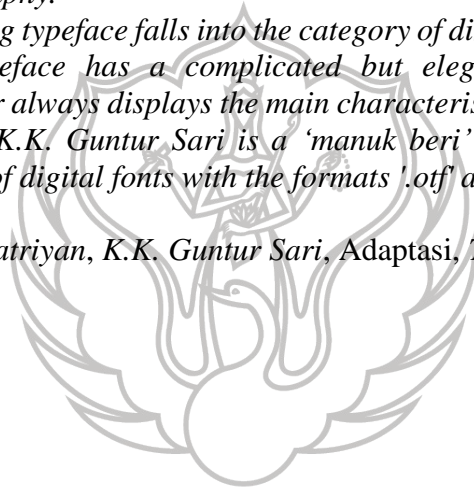 phy.
g typeface falls into the category of di
eface has a complicated but eleg
r always displays the main characteris
K.K. Guntur Sari is a ‘manuk beri’
of digital fonts with the formats '.otf' a
atriyan, K.K. Guntur Sari, Adaptasi,